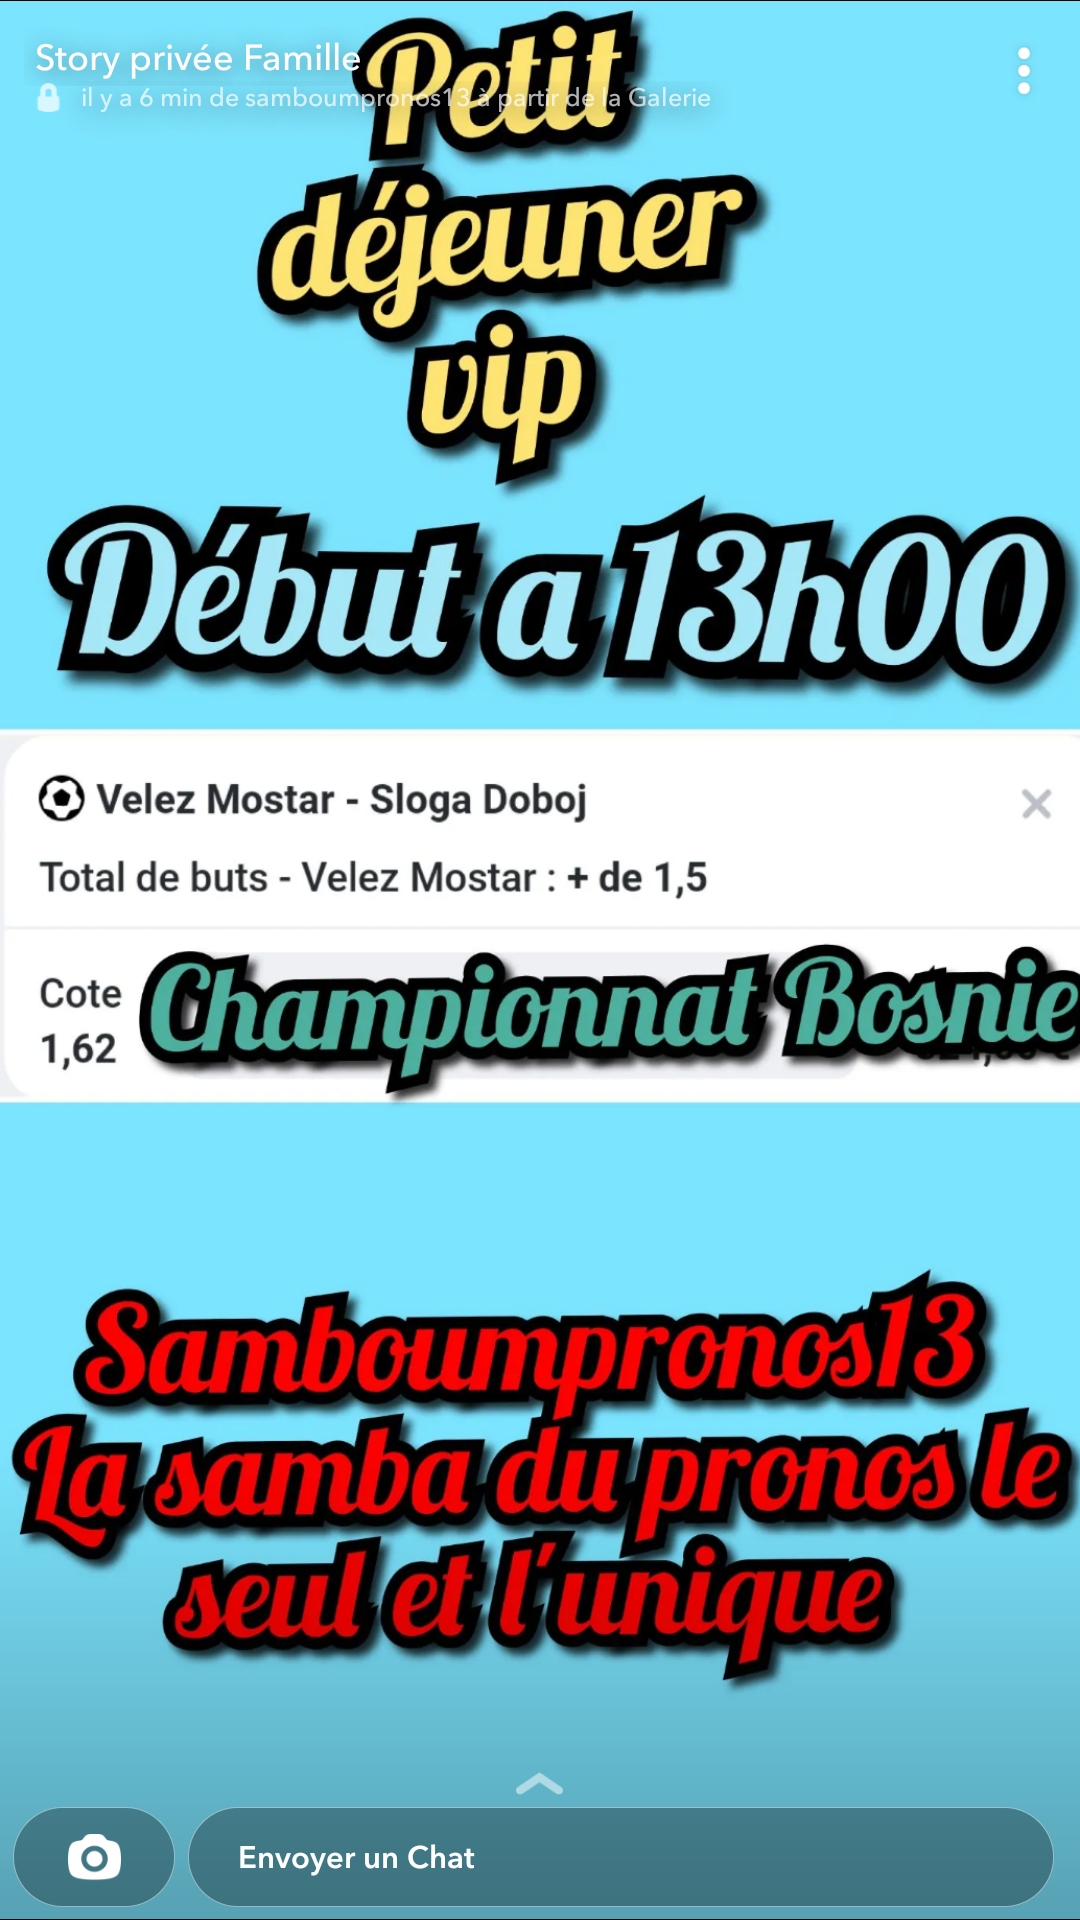 Story privée Famille
il y a 6 min de samboumpronos13 à partir de la Galerie
Petit
déjeuner
vip
Début a 13h00
Velez Mostar - Sloga Doboj
Total de buts - Velez Mostar : + de 1,5
Cote
1,62
Championnat Bosnie
Samboumpronos13
La samba du pronos le
seul et l'unique
Envoyer un Chat